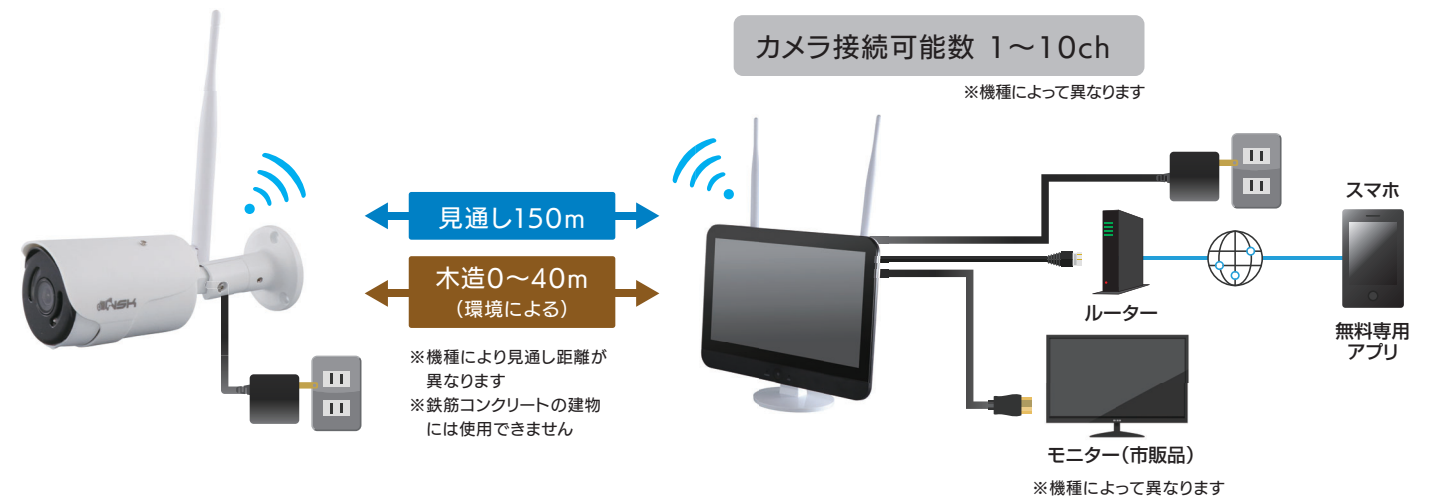 カメラ接続可能数 1〜10ch
※機種によって異なります
見通し150m
木造0〜40m
(環境による)
※機種により見通し距離が
異なります
※鉄筋コンクリートの建物
には使用できません
NSK
ルーター
スマホ
無料専用
アプリ
モニター(市販品)
※機種によって異なります